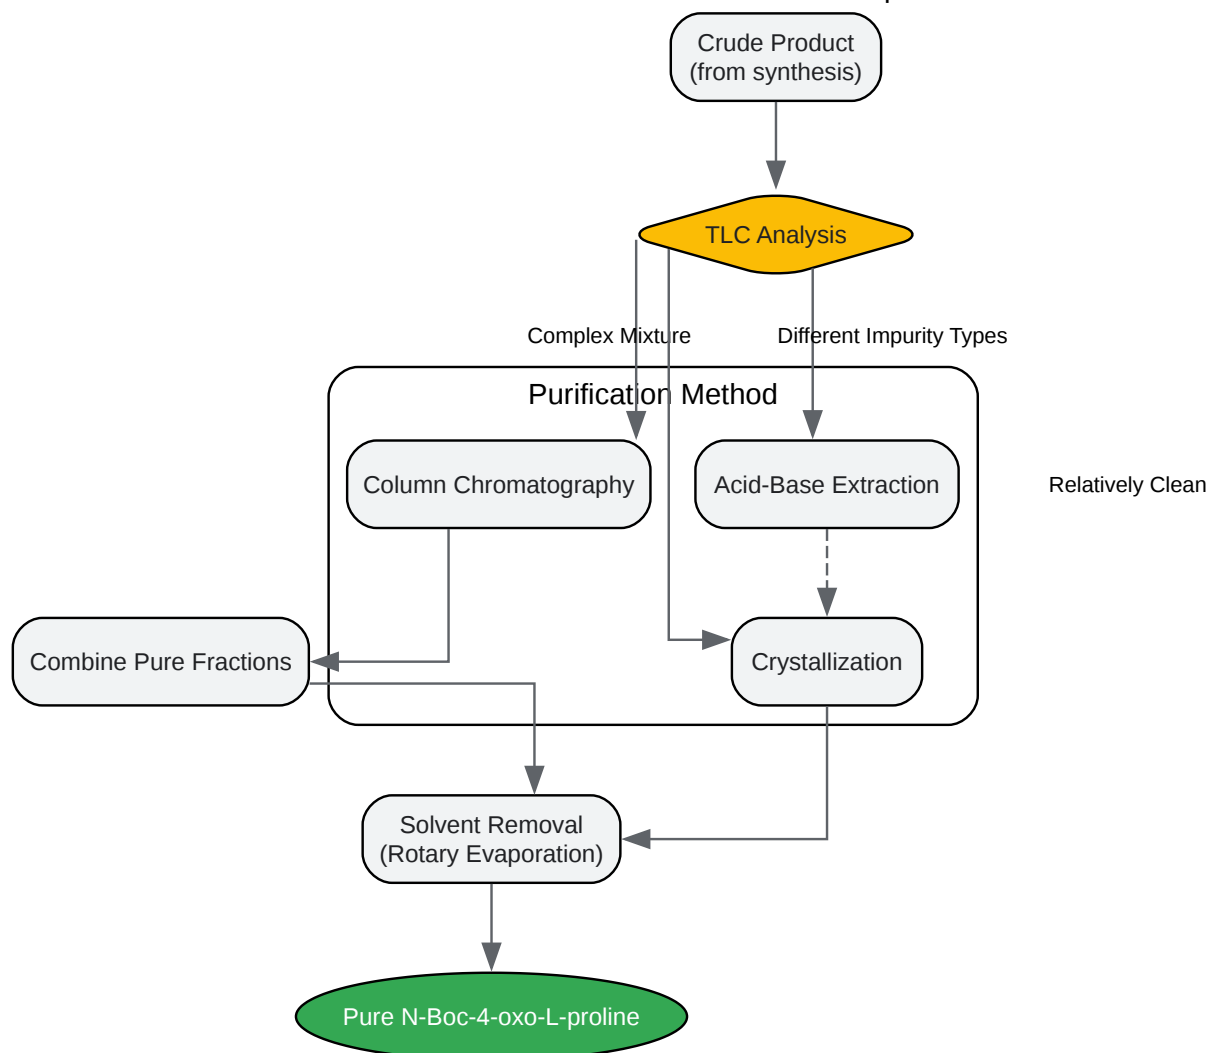 Crude Product
(from synthesis)
TLC Analysis
Complex Mixture
Different Impurity Types
Purification Method
Column Chromatography
Acid-Base Extraction
Relatively Clean
Combine Pure Fractions
Crystallization
Solvent Removal
(Rotary Evaporation)
Pure N-Boc-4-oxo-L-proline